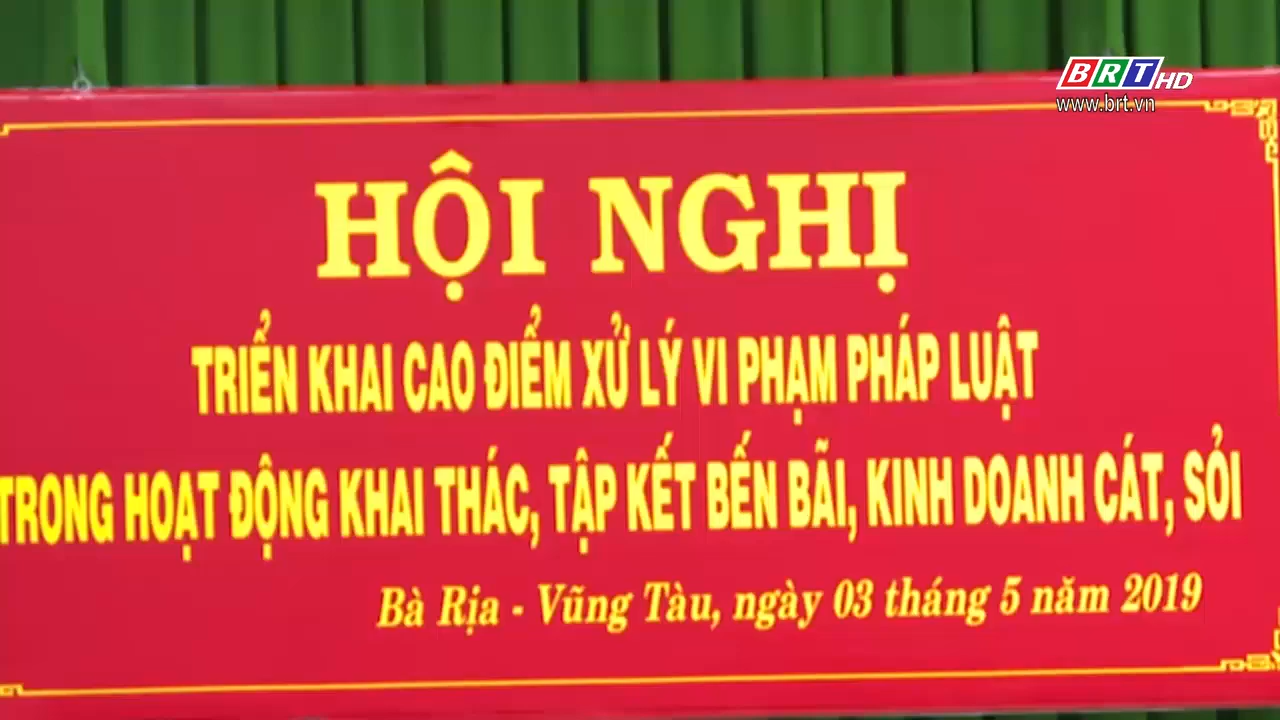 BRT HD
www.brt.vn
HỘI NGHỊ
TRIỂN KHAI CAO ĐIỂM XỬ LÝ VI PHẠM PHÁP LUẬT
TRONG HOẠT ĐỘNG KHAI THÁC, TẬP KẾT BẾN BÃI, KINH DOANH CÁT, SỎI
Bà Rịa - Vũng Tàu, ngày 03 tháng 5 năm 2019